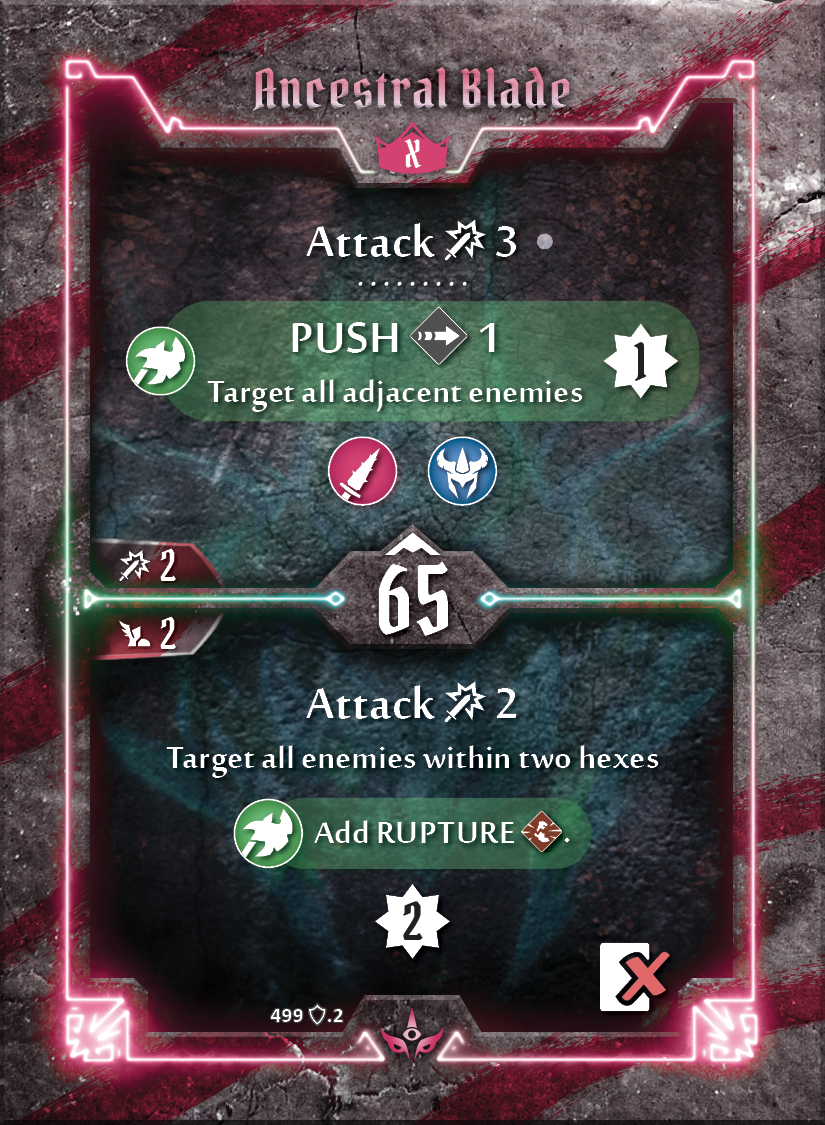 Ancestral Blade
X
Attack 3
PUSH 1
Target all adjacent enemies
1
2
65
2
Attack 2
Target all enemies within two hexes
Add RUPTURE .
2
499 .2